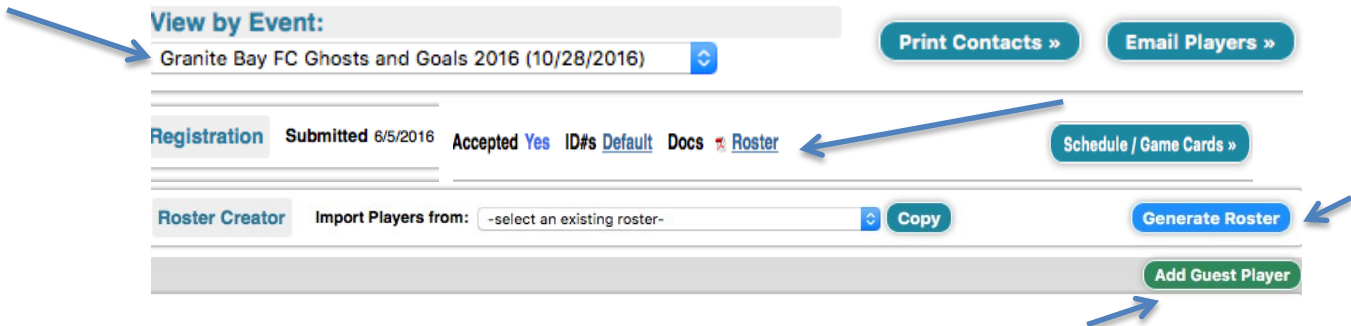 View by Event:
Granite Bay FC Ghosts and Goals 2016 (10/28/2016)
Print Contacts » Email Players »
Registration Submitted 6/5/2016 Accepted Yes ID#s Default Docs Roster Schedule / Game Cards »
Roster Creator Import Players from: -select an existing roster- Copy Generate Roster
Add Guest Player